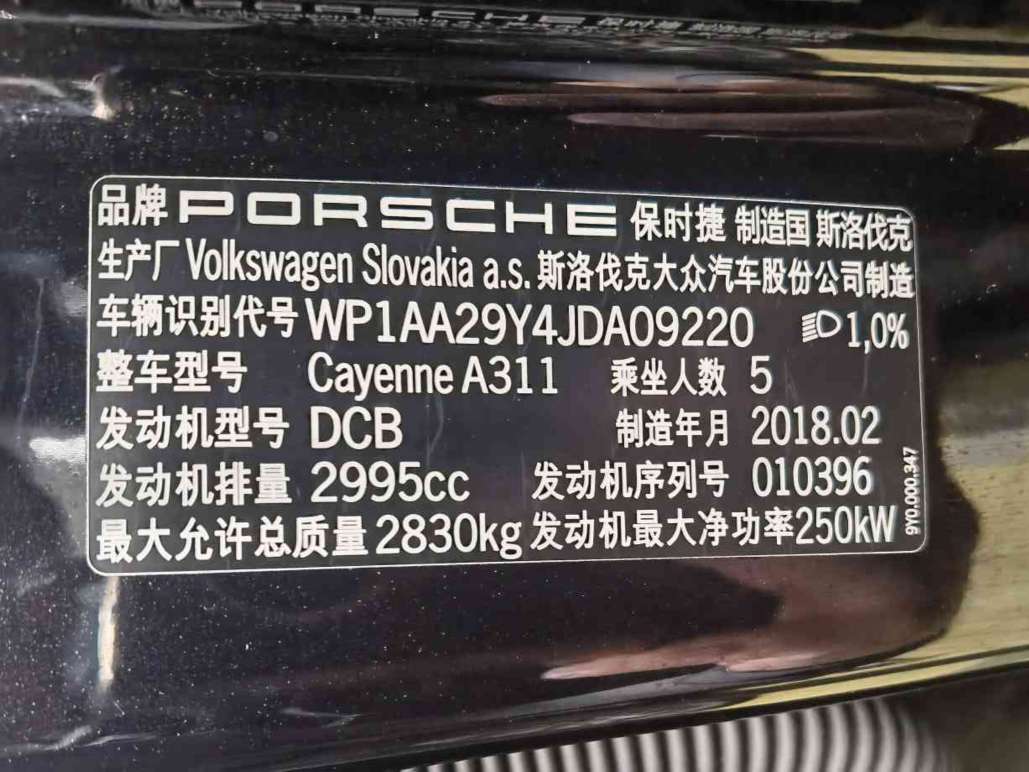 品牌 PORSCHE 保时捷 制造国 斯洛伐克
生产厂 Volkswagen Slovakia a.s. 斯洛伐克大众汽车股份公司制造
车辆识别代号 WP1AA29Y4JDA09220 1,0%
整车型号 Cayenne A311 乘坐人数 5
发动机型号 DCB 制造年月 2018.02
发动机排量 2995cc 发动机序列号 010396
最大允许总质量 2830kg 发动机最大净功率 250kW
9Y0.000.347